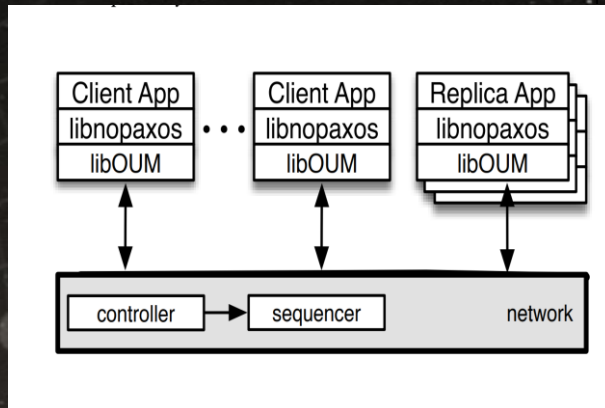 Client App
libnopaxos
libOUM
...
Client App
libnopaxos
libOUM
Replica App
libnopaxos
libOUM
controller
sequencer
network